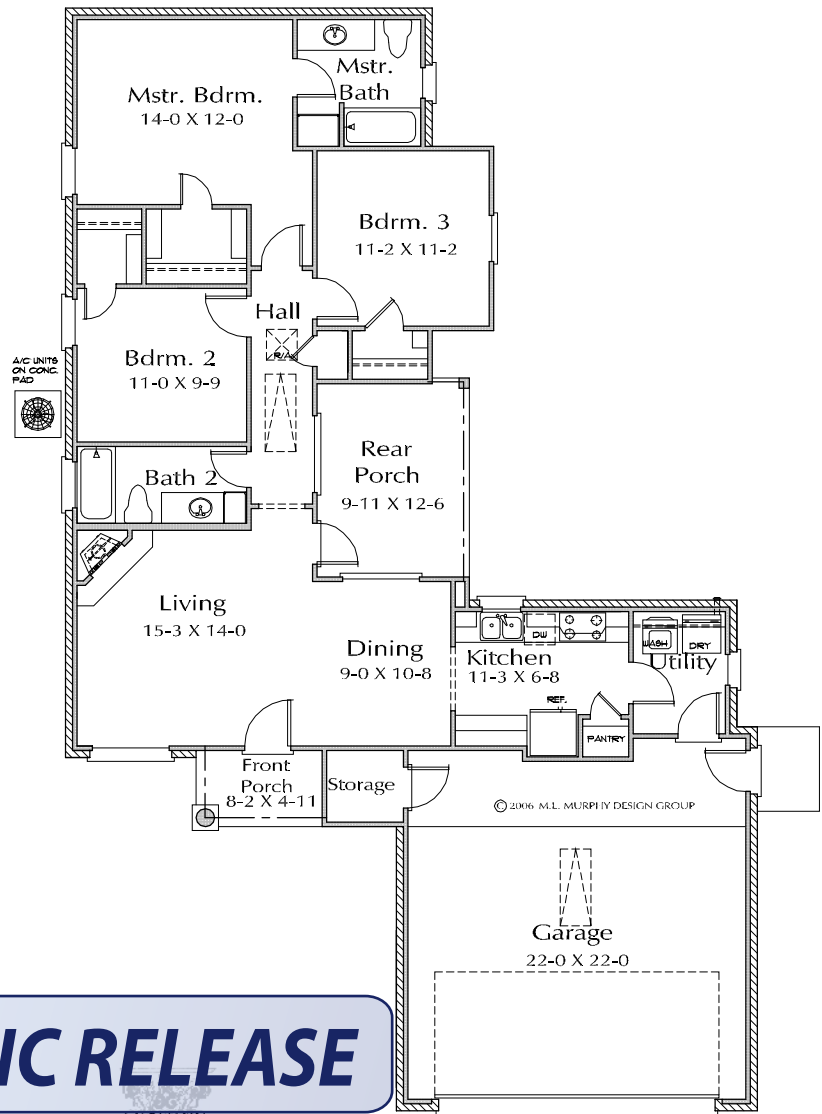 Mstr. Bdrm.
14-0 X 12-0
Mstr.
Bath
Bdrm. 3
11-2 X 11-2
Hall
R/A
A/C UNITS
ON CONC.
PAD
Bdrm. 2
11-0 X 9-9
Bath 2
Rear
Porch
9-11 X 12-6
Living
15-3 X 14-0
Dining
9-0 X 10-8
Kitchen
11-3 X 6-8
DW
WASH
DRY
Utility
REF.
PANTRY
Front
Porch
8-2 X 4-11
Storage
© 2006 M.L. MURPHY DESIGN GROUP
Garage
22-0 X 22-0
IC RELEASE